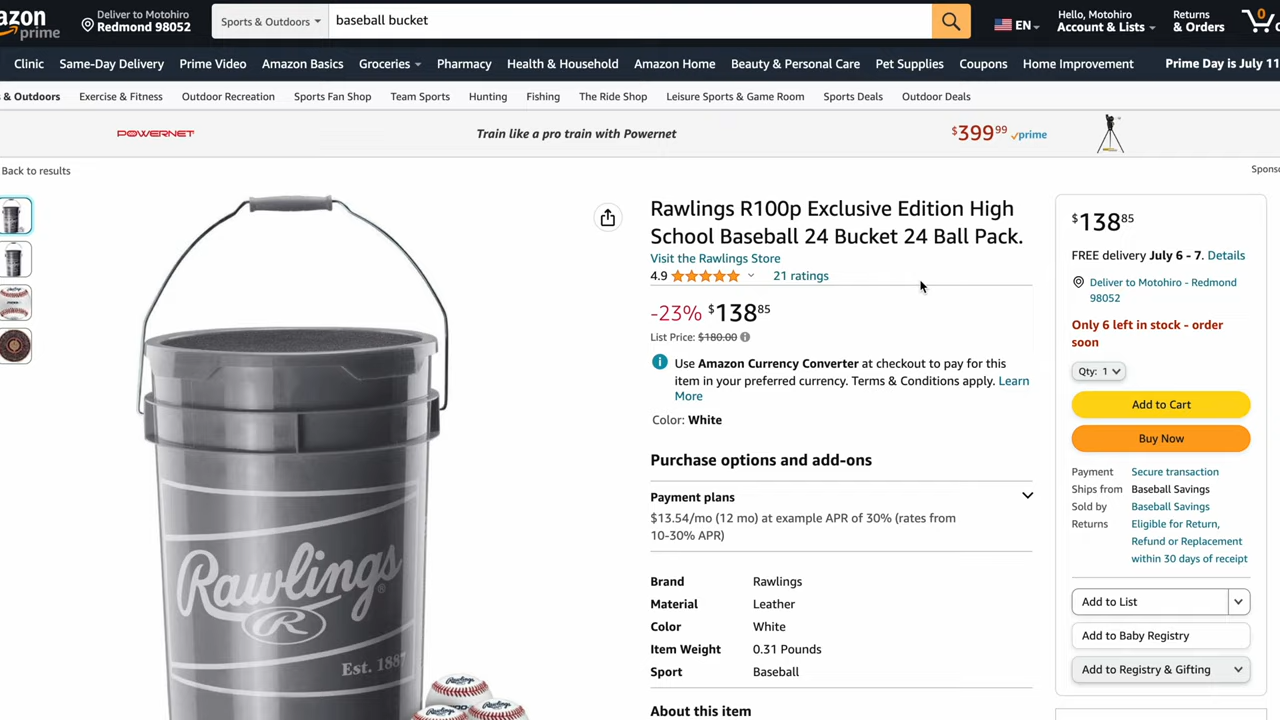 azon
prime
Deliver to Motohiro
Redmond 98052
Sports & Outdoors
baseball bucket
EN
Hello, Motohiro
Account & Lists
Returns
& Orders
0
Clinic Same-Day Delivery Prime Video Amazon Basics Groceries Pharmacy Health & Household Amazon Home Beauty & Personal Care Pet Supplies Coupons Home Improvement Prime Day is July 11
& Outdoors Exercise & Fitness Outdoor Recreation Sports Fan Shop Team Sports Hunting Fishing The Ride Shop Leisure Sports & Game Room Sports Deals Outdoor Deals
POWERNET Train like a pro train with Powernet $399 99 prime
Back to results
Sponso
Rawlings R100p Exclusive Edition High
School Baseball 24 Bucket 24 Ball Pack.
Visit the Rawlings Store
4.9 21 ratings
-23% $138 85
List Price: $180.00
Use Amazon Currency Converter at checkout to pay for this
item in your preferred currency. Terms & Conditions apply. Learn
More
Color: White
Purchase options and add-ons
Payment plans
$13.54/mo (12 mo) at example APR of 30% (rates from
10-30% APR)
Brand Rawlings
Material Leather
Color White
Item Weight 0.31 Pounds
Sport Baseball
About this item
$138 85
FREE delivery July 6 - 7. Details
Deliver to Motohiro - Redmond
98052
Only 6 left in stock - order
soon
Qty: 1
Add to Cart
Buy Now
Payment Secure transaction
Ships from Baseball Savings
Sold by Baseball Savings
Returns Eligible for Return,
Refund or Replacement
within 30 days of receipt
Add to List
Add to Baby Registry
Add to Registry & Gifting
Rawlings
R
Est. 1887
Rawlings
Rawlings
Rawlings